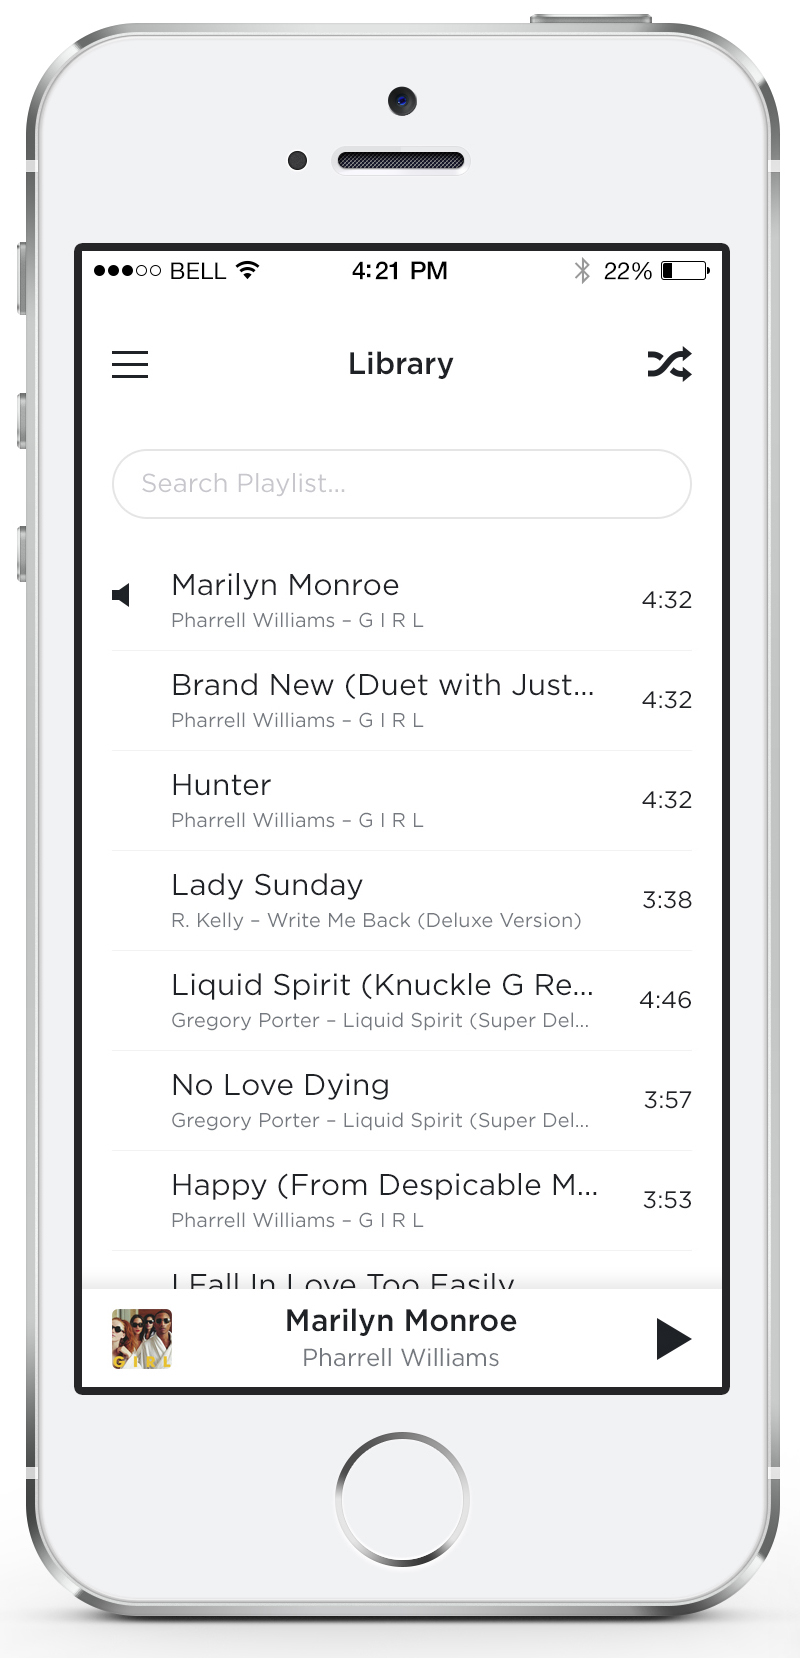 BELL 4:21 PM 22%
Library
Search Playlist...
Marilyn Monroe
Pharrell Williams – G I R L
4:32
Brand New (Duet with Just...
Pharrell Williams – G I R L
4:32
Hunter
Pharrell Williams – G I R L
4:32
Lady Sunday
R. Kelly – Write Me Back (Deluxe Version)
3:38
Liquid Spirit (Knuckle G Re...
Gregory Porter – Liquid Spirit (Super Del...
4:46
No Love Dying
Gregory Porter – Liquid Spirit (Super Del...
3:57
Happy (From Despicable M...
Pharrell Williams – G I R L
3:53
I Fall In Love Too Easily
GIRL
Marilyn Monroe
Pharrell Williams